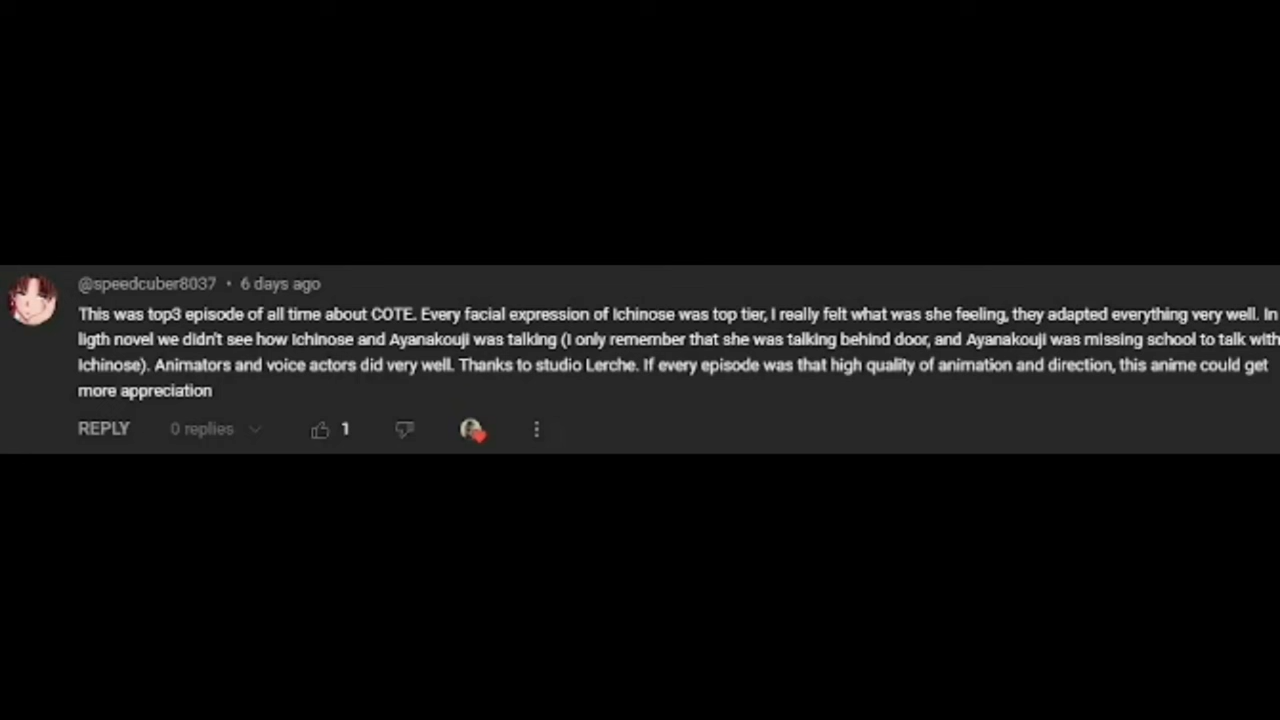 @speedcuber8037 • 6 days ago
This was top3 episode of all time about COTE. Every facial expression of Ichinose was top tier, I really felt what was she feeling, they adapted everything very well. In
ligth novel we didn't see how Ichinose and Ayanakouji was talking (I only remember that she was talking behind door, and Ayanakouji was missing school to talk with
Ichinose). Animators and voice actors did very well. Thanks to studio Lerche. If every episode was that high quality of animation and direction, this anime could get
more appreciation
REPLY 0 replies 1